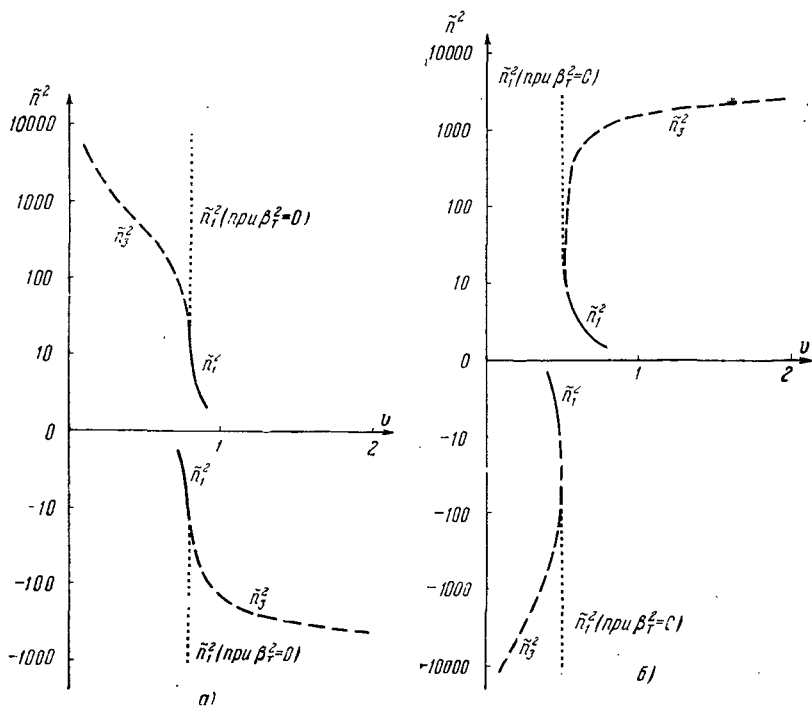 ñ²
10000
1000
100
10
0
-10
-100
-1000
ñ₃²
ñ₁² (при β_T²=0)
ñ₁²
υ
1
2
ñ₁²
ñ₃²
ñ₁² (при β_T²=0)
а)
ñ²
10000
1000
100
10
0
-10
-100
-1000
-10000
ñ₁² (при β_T²=0)
ñ₃²
ñ₁²
υ
1
2
ñ₁²
ñ₁² (при β_T²=0)
ñ₃²
б)